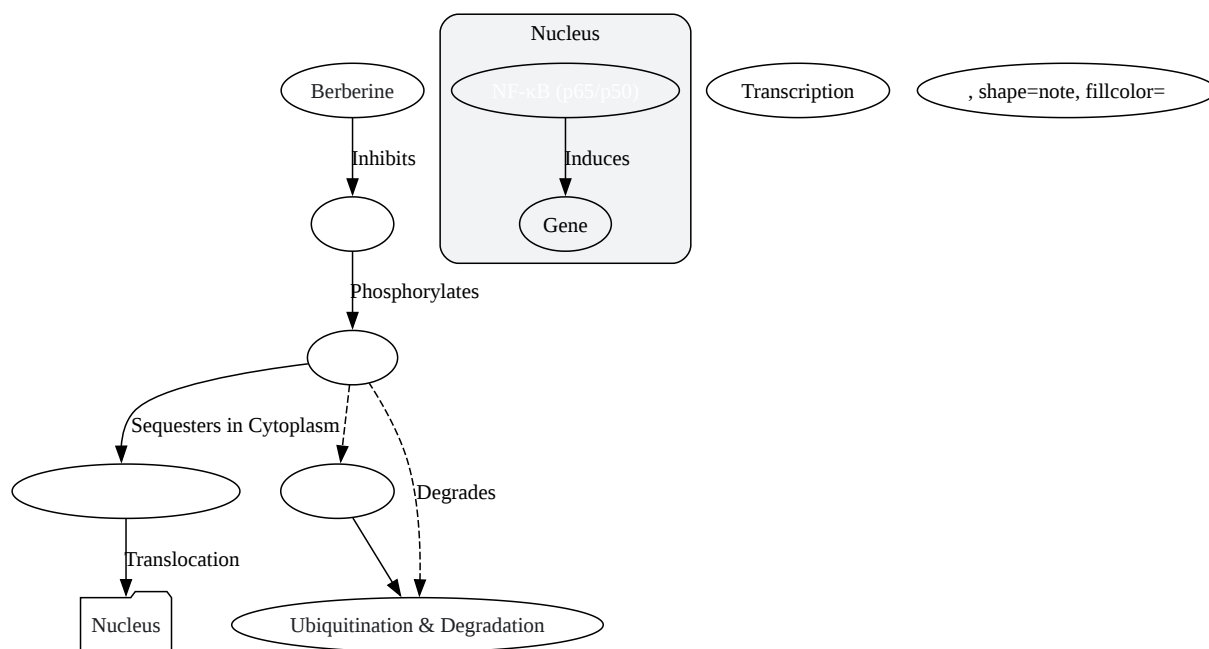 Nucleus
Berberine
NF-κB (p65/p50)
Transcription
, shape=note, fillcolor=
Inhibits
Induces
Gene
Phosphorylates
Sequesters in Cytoplasm
Degrades
Translocation
Nucleus
Ubiquitination & Degradation